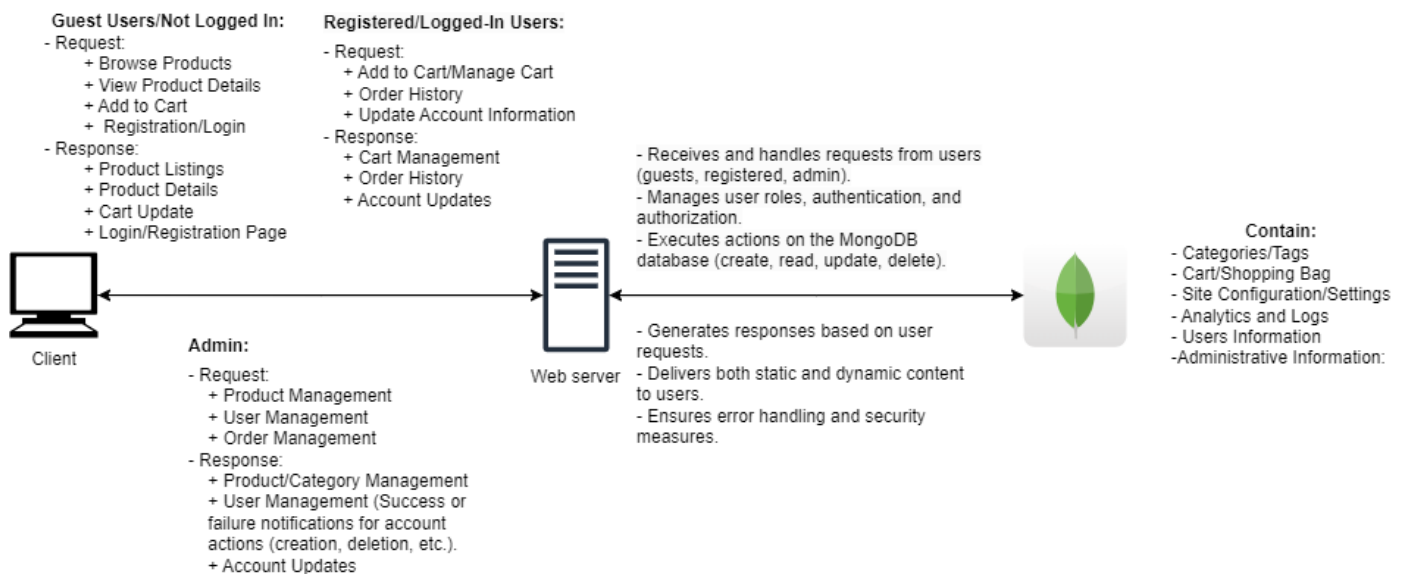 Guest Users/Not Logged In:
- Request:
+ Browse Products
+ View Product Details
+ Add to Cart
+ Registration/Login
- Response:
+ Product Listings
+ Product Details
+ Cart Update
+ Login/Registration Page
Registered/Logged-In Users:
- Request:
+ Add to Cart/Manage Cart
+ Order History
+ Update Account Information
- Response:
+ Cart Management
+ Order History
+ Account Updates
- Receives and handles requests from users
(guests, registered, admin).
- Manages user roles, authentication, and
authorization.
- Executes actions on the MongoDB
database (create, read, update, delete).
Contain:
- Categories/Tags
- Cart/Shopping Bag
- Site Configuration/Settings
- Analytics and Logs
- Users Information
-Administrative Information:
Client
Admin:
- Request:
+ Product Management
+ User Management
+ Order Management
- Response:
+ Product/Category Management
+ User Management (Success or
failure notifications for account
actions (creation, deletion, etc.).
+ Account Updates
Web server
- Generates responses based on user
requests.
- Delivers both static and dynamic content
to users.
- Ensures error handling and security
measures.